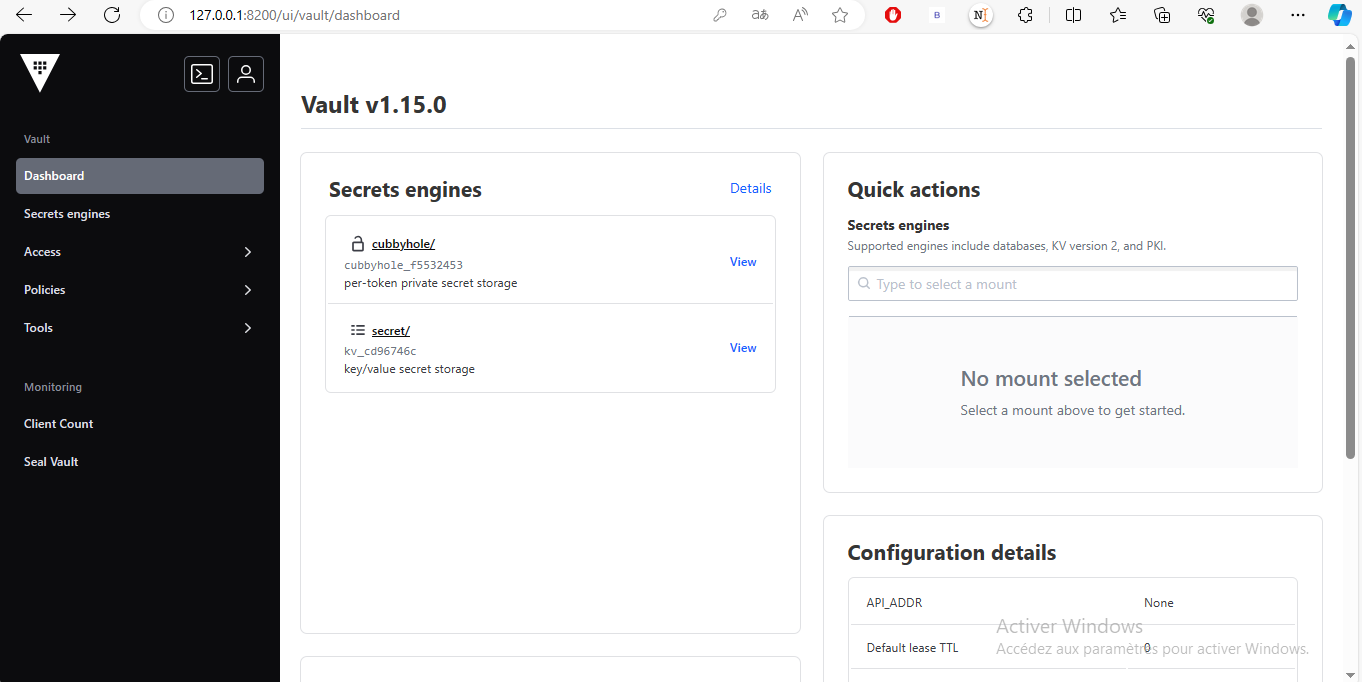 127.0.0.1:8200/ui/vault/dashboard
Vault
Dashboard
Secrets engines
Access
Policies
Tools
Monitoring
Client Count
Seal Vault
Vault v1.15.0
Secrets engines
Details
cubbyhole/
cubbyhole_f5532453
per-token private secret storage
View
secret/
kv_cd96746c
key/value secret storage
View
Quick actions
Secrets engines
Supported engines include databases, KV version 2, and PKI.
Type to select a mount
No mount selected
Select a mount above to get started.
Configuration details
API_ADDR
None
Default lease TTL
0
Activer Windows
Accédez aux paramètres pour activer Windows.